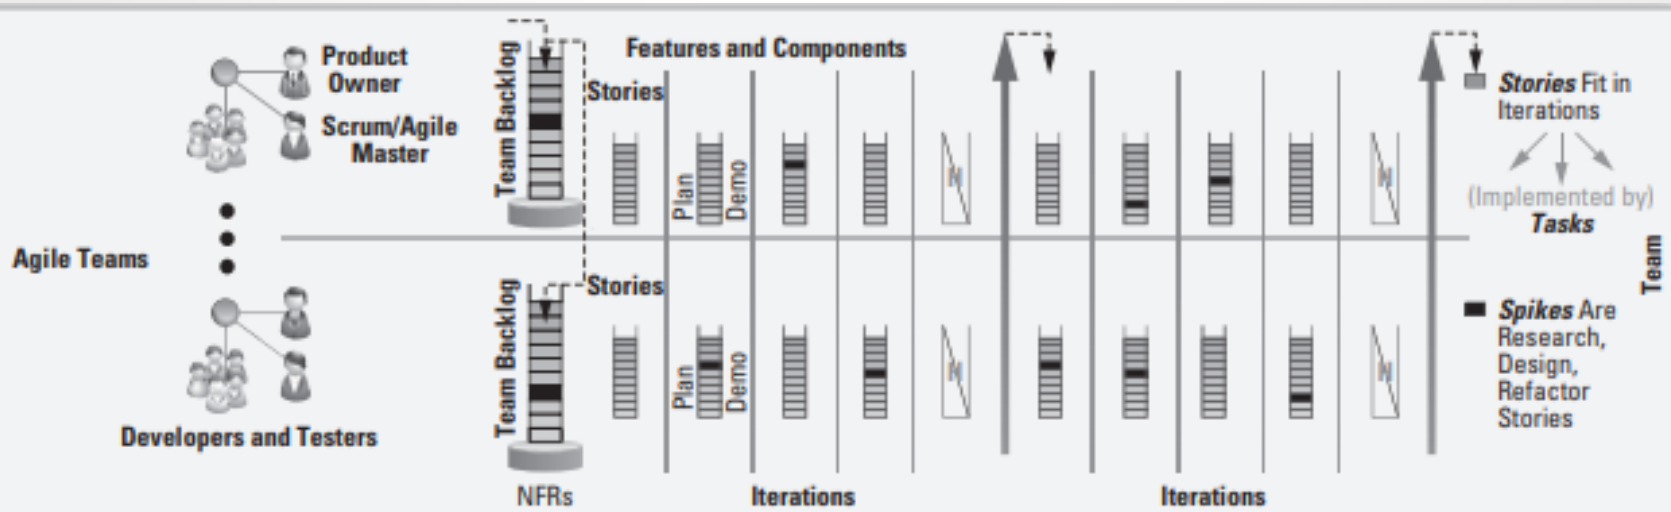 Product
Owner
Scrum/Agile
Master
Agile Teams
Developers and Testers
Team Backlog
Team Backlog
NFRs
Features and Components
Stories
Plan
Demo
N
N
Stories
Plan
Demo
N
N
Iterations
Iterations
Stories Fit in
Iterations
(Implemented by)
Tasks
Spikes Are
Research,
Design,
Refactor
Stories
Team